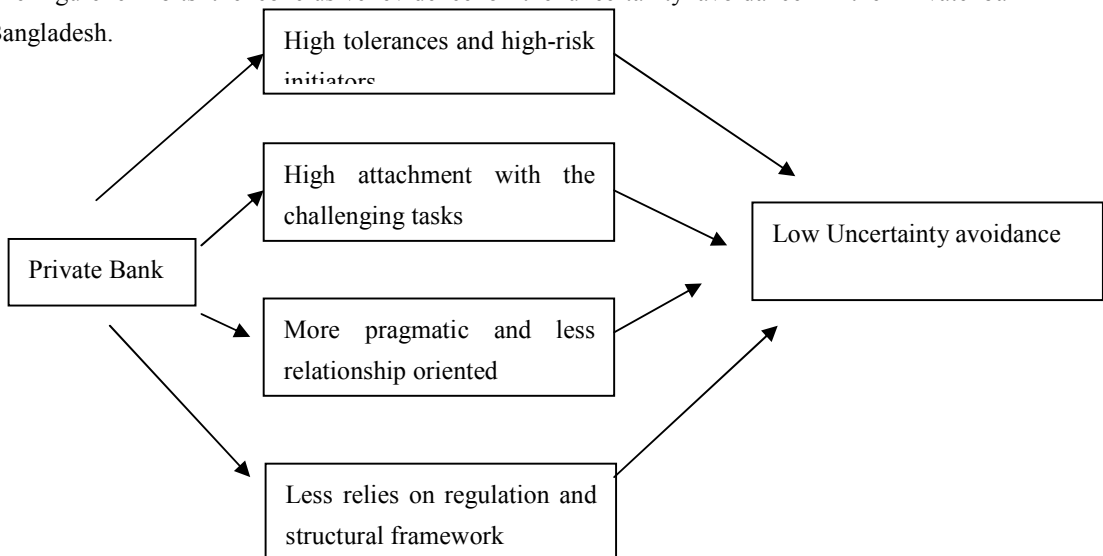 Bangladesh.
High tolerances and high-risk
initiators
High attachment with the
challenging tasks
Private Bank
Low Uncertainty avoidance
More pragmatic and less
relationship oriented
Less relies on regulation and
structural framework